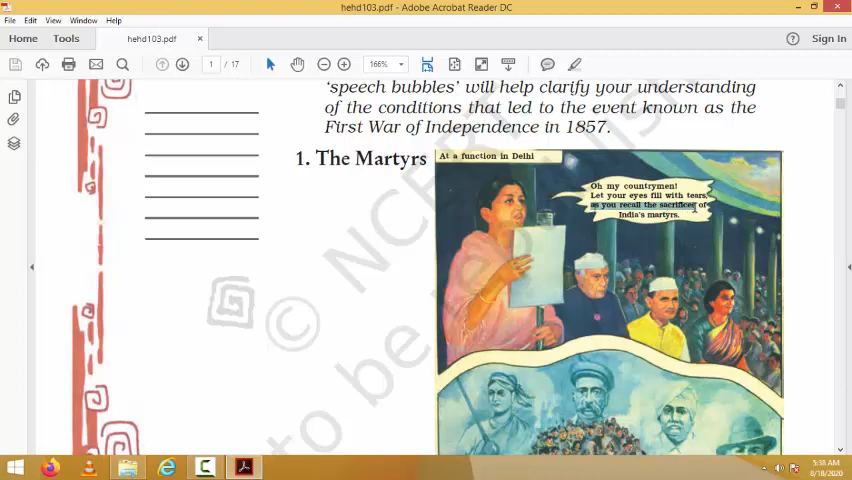 hehd103.pdf - Adobe Acrobat Reader DC
File Edit View Window Help
Home Tools hehd103.pdf × Sign In
1 / 17 166%
'speech bubbles' will help clarify your understanding
of the conditions that led to the event known as the
First War of Independence in 1857.
1. The Martyrs
At a function in Delhi
Oh my countrymen!
Let your eyes fill with tears,
as you recall the sacrifices of
India's martyrs.
© NCERT
to be re
5:38 AM
8/18/2020